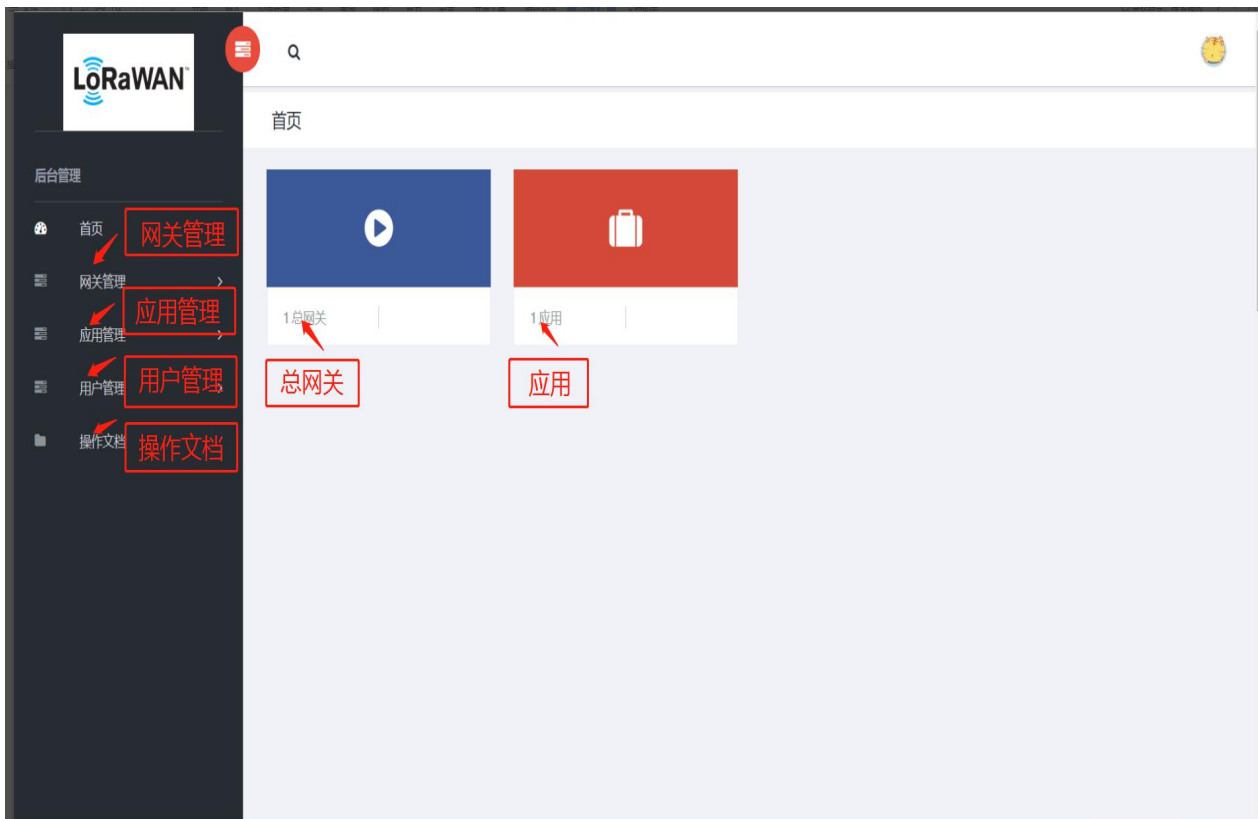 LoRaWAN™
首页
后台管理
首页
网关管理
网关管理
应用管理
应用管理
用户管理
用户管理
操作文档
操作文档
1 总网关
1 应用
总网关
应用